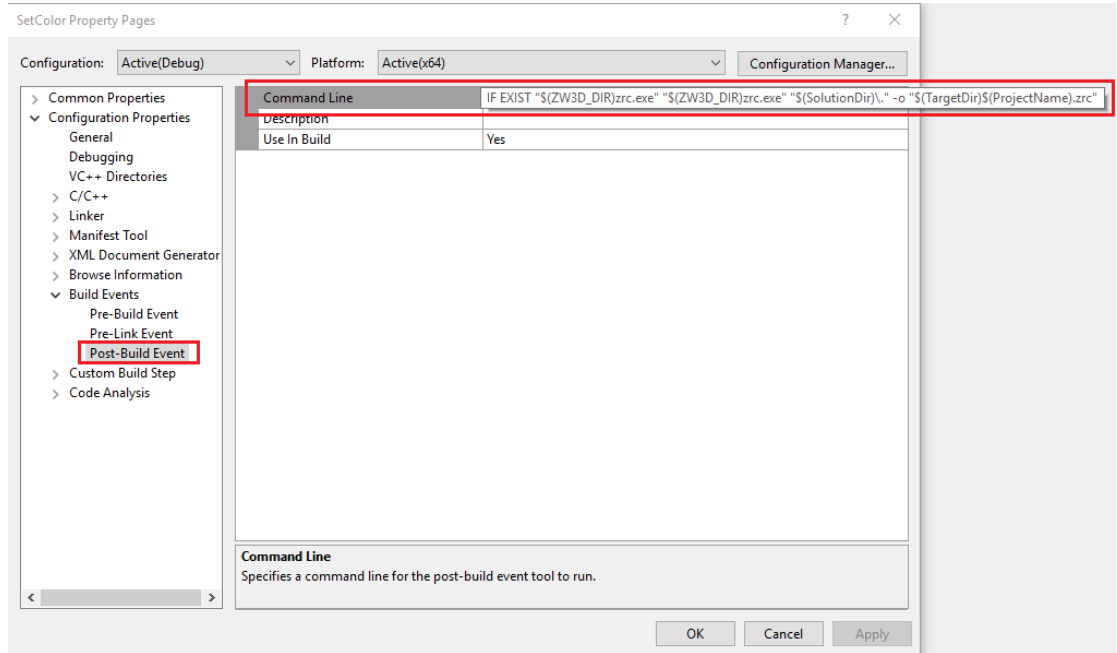 SetColor Property Pages
? ×
Configuration: Active(Debug) Platform: Active(x64) Configuration Manager...
Common Properties
Configuration Properties
General
Debugging
VC++ Directories
C/C++
Linker
Manifest Tool
XML Document Generator
Browse Information
Build Events
Pre-Build Event
Pre-Link Event
Post-Build Event
Custom Build Step
Code Analysis
Command Line IF EXIST "$(ZW3D_DIR)zrc.exe" "$(ZW3D_DIR)zrc.exe" "$(SolutionDir)\." -o "$(TargetDir)$(ProjectName).zrc"
Description
Use In Build Yes
Command Line
Specifies a command line for the post-build event tool to run.
OK Cancel Apply